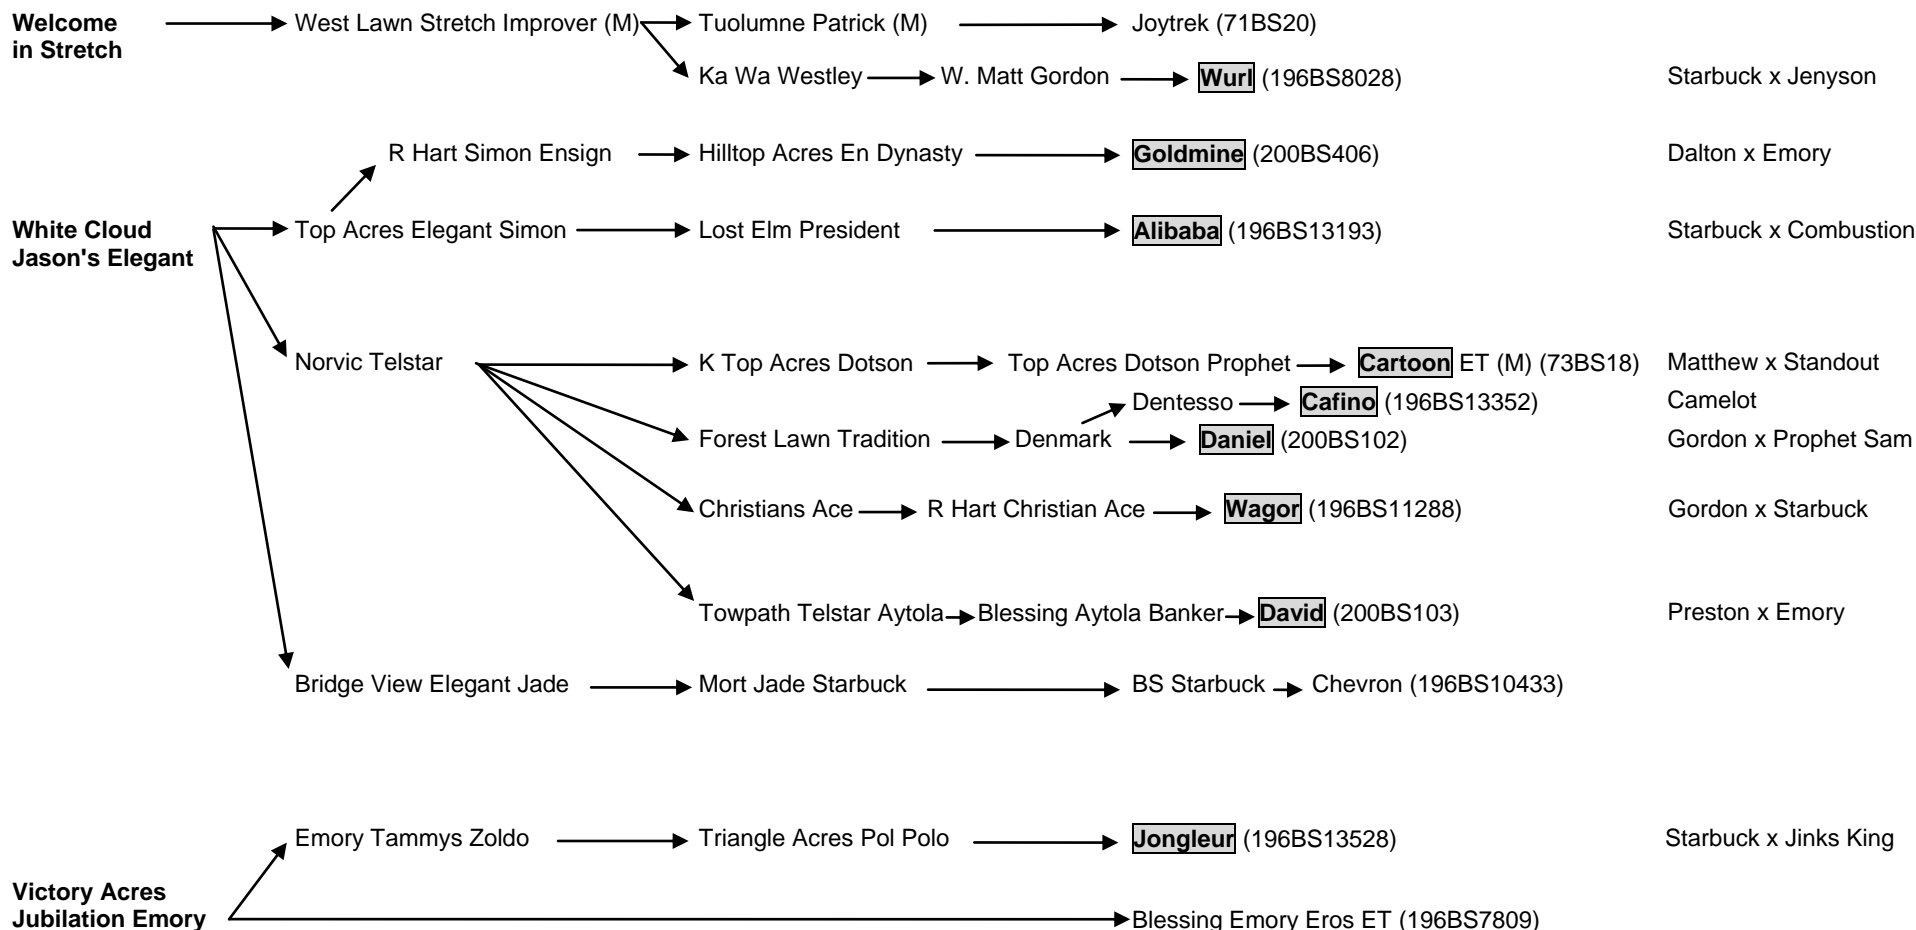 Welcome in Stretch
West Lawn Stretch Improver (M)
Tuolumne Patrick (M)
Joytrek (71BS20)
Ka Wa Westley
W. Matt Gordon
Wurl (196BS8028)
Starbuck x Jenyson
R Hart Simon Ensign
Hilltop Acres En Dynasty
Goldmine (200BS406)
Dalton x Emory
White Cloud
Jason's Elegant
Top Acres Elegant Simon
Lost Elm President
Alibaba (196BS13193)
Starbuck x Combustion
Norvic Telstar
K Top Acres Dotson
Top Acres Dotson Prophet
Cartoon ET (M) (73BS18)
Matthew x Standout
Dentesso
Cafino (196BS13352)
Camelot
Forest Lawn Tradition
Denmark
Daniel (200BS102)
Gordon x Prophet Sam
Christians Ace
R Hart Christian Ace
Wagor (196BS11288)
Gordon x Starbuck
Towpath Telstar Aytola
Blessing Aytola Banker
David (200BS103)
Preston x Emory
Bridge View Elegant Jade
Mort Jade Starbuck
BS Starbuck
Chevron (196BS10433)
Emory Tammys Zoldo
Triangle Acres Pol Polo
Jongleur (196BS13528)
Starbuck x Jinks King
Victory Acres
Jubilation Emory
Blessing Emory Eros ET (196BS7809)